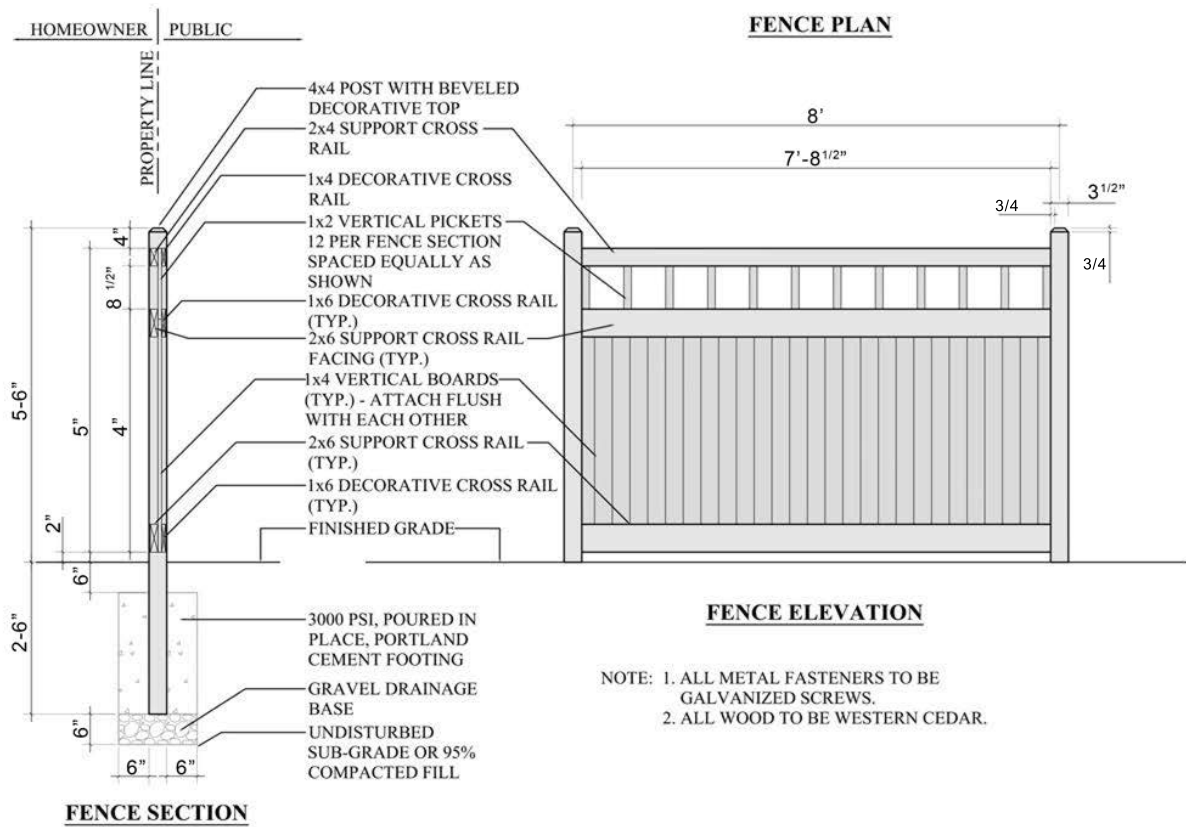 HOMEOWNER
PUBLIC
FENCE PLAN
PROPERTY LINE
4x4 POST WITH BEVELED
DECORATIVE TOP
2x4 SUPPORT CROSS
RAIL
1x4 DECORATIVE CROSS
RAIL
1x2 VERTICAL PICKETS
12 PER FENCE SECTION
SPACED EQUALLY AS
SHOWN
1x6 DECORATIVE CROSS RAIL
(TYP.)
2x6 SUPPORT CROSS RAIL
FACING (TYP.)
1x4 VERTICAL BOARDS
(TYP.) - ATTACH FLUSH
WITH EACH OTHER
2x6 SUPPORT CROSS RAIL
(TYP.)
1x6 DECORATIVE CROSS RAIL
(TYP.)
FINISHED GRADE
3000 PSI, POURED IN
PLACE, PORTLAND
CEMENT FOOTING
GRAVEL DRAINAGE
BASE
UNDISTURBED
SUB-GRADE OR 95%
COMPACTED FILL
4”
8 1/2”
5-6”
5”
4”
2”
6”
2-6”
6”
6”
6”
FENCE SECTION
8’
7’-8 1/2”
3 1/2”
3/4
3/4
FENCE ELEVATION
NOTE: 1. ALL METAL FASTENERS TO BE
GALVANIZED SCREWS.
2. ALL WOOD TO BE WESTERN CEDAR.